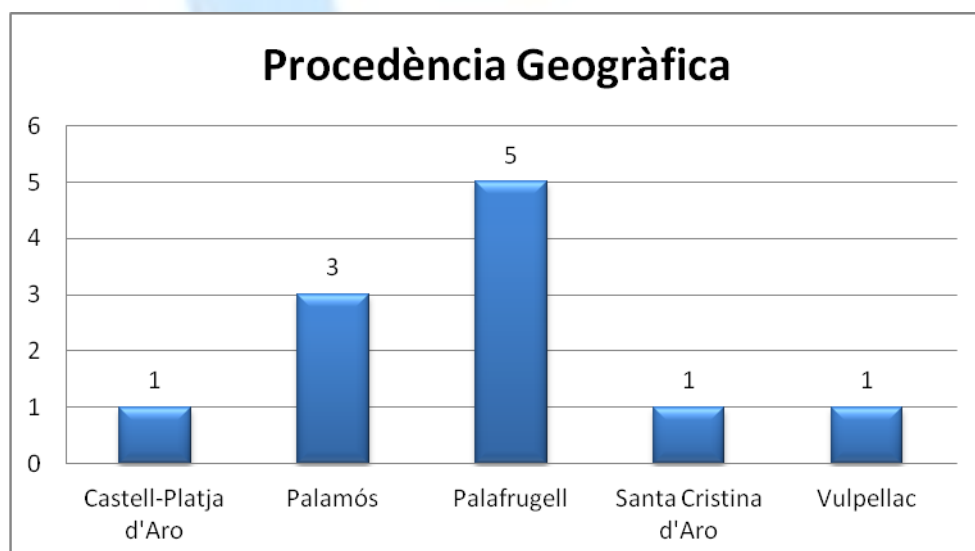 Procedència Geogràfica
6
5
4
3
2
1
0
1
3
5
1
1
Castell-Platja
d'Aro
Palamós
Palafrugell
Santa Cristina
d'Aro
Vulpellac